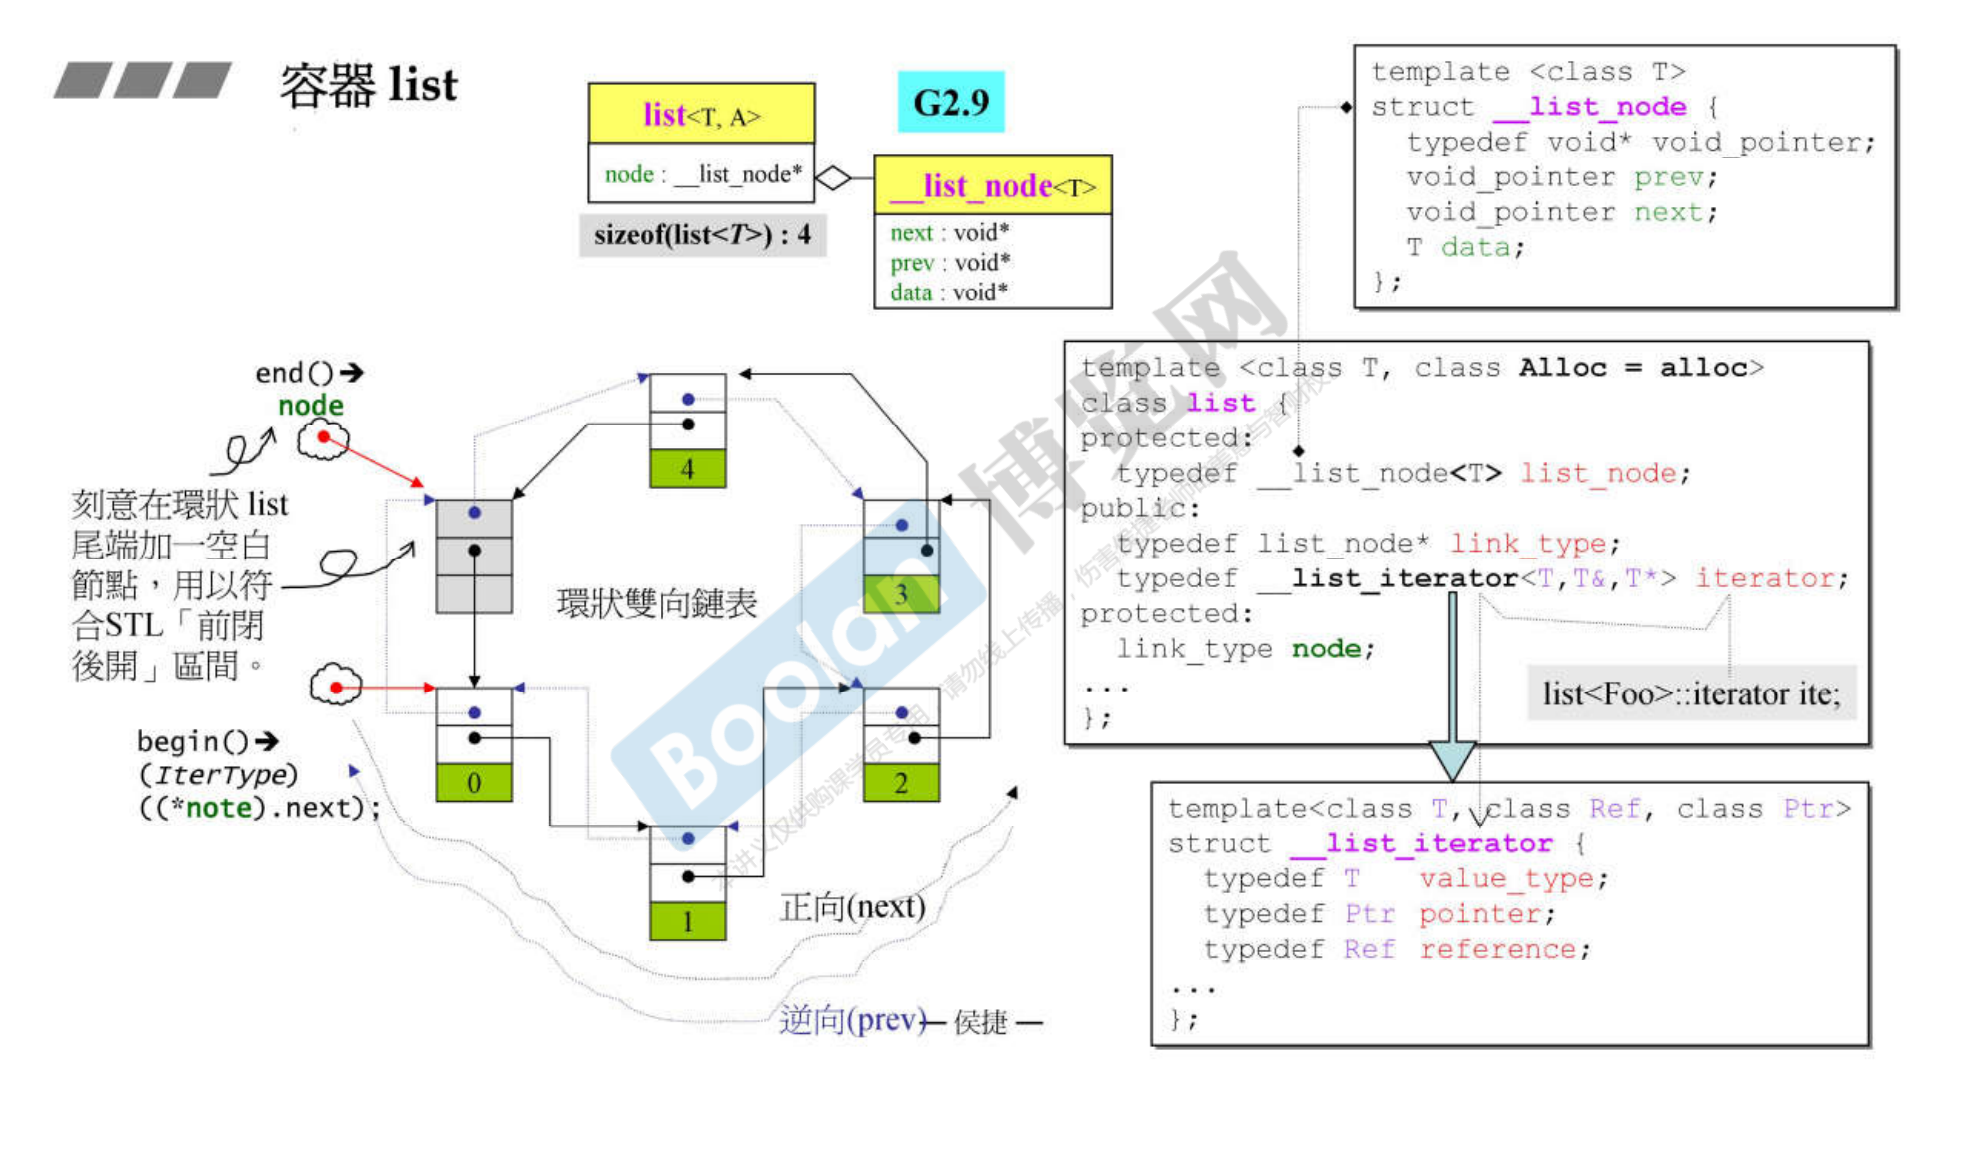 容器 list
list<T, A>
node : __list_node*
sizeof(list<T>) : 4
G2.9
__list_node<T>
next : void*
prev : void*
data : void*
template <class T>
struct __list_node {
typedef void* void_pointer;
void_pointer prev;
void_pointer next;
T data;
};
end()➔
node
刻意在環狀 list
尾端加一空白
節點，用以符
合STL「前閉
後開」區間。
begin()➔
(IterType)
((*note).next);
4
3
環狀雙向鏈表
0
2
1
正向(next)
逆向(prev)
— 侯捷 —
template <class T, class Alloc = alloc>
class list {
protected:
typedef __list_node<T> list_node;
public:
typedef list_node* link_type;
typedef __list_iterator<T,T&,T*> iterator;
protected:
link_type node;
...
};
list<Foo>::iterator ite;
template<class T, class Ref, class Ptr>
struct __list_iterator {
typedef T value_type;
typedef Ptr pointer;
typedef Ref reference;
...
};
Boolan
博览网